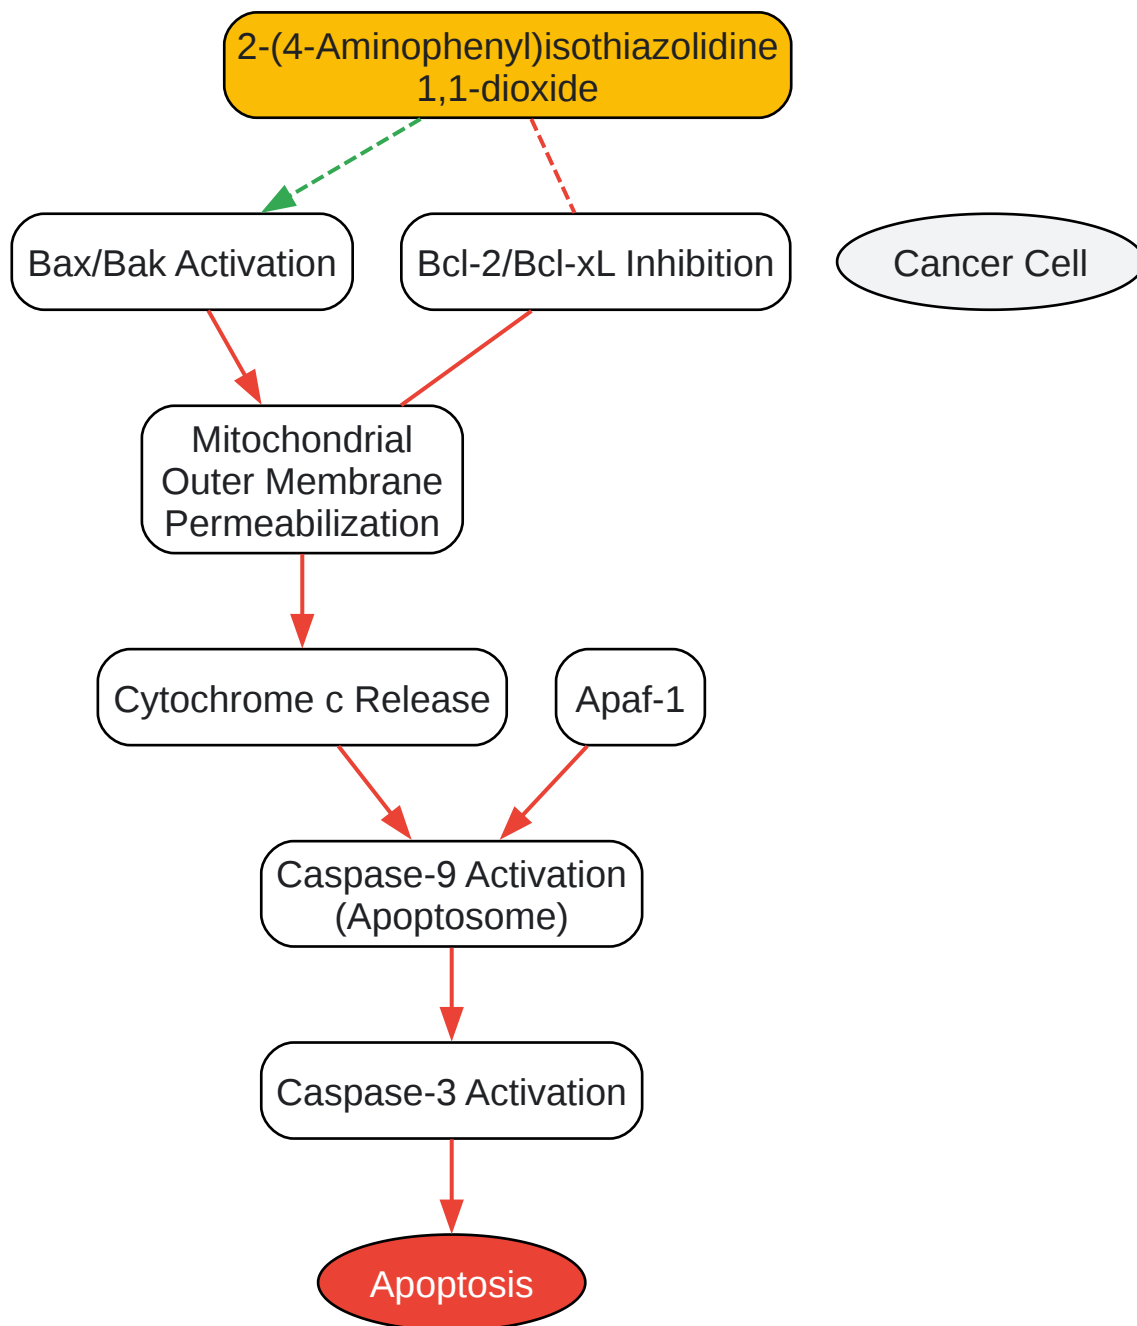 2-(4-Aminophenyl)isothiazolidine
1,1-dioxide
Bax/Bak Activation
Bcl-2/Bcl-xL Inhibition
Cancer Cell
Mitochondrial
Outer Membrane
Permeabilization
Cytochrome c Release
Apaf-1
Caspase-9 Activation
(Apoptosome)
Caspase-3 Activation
Apoptosis